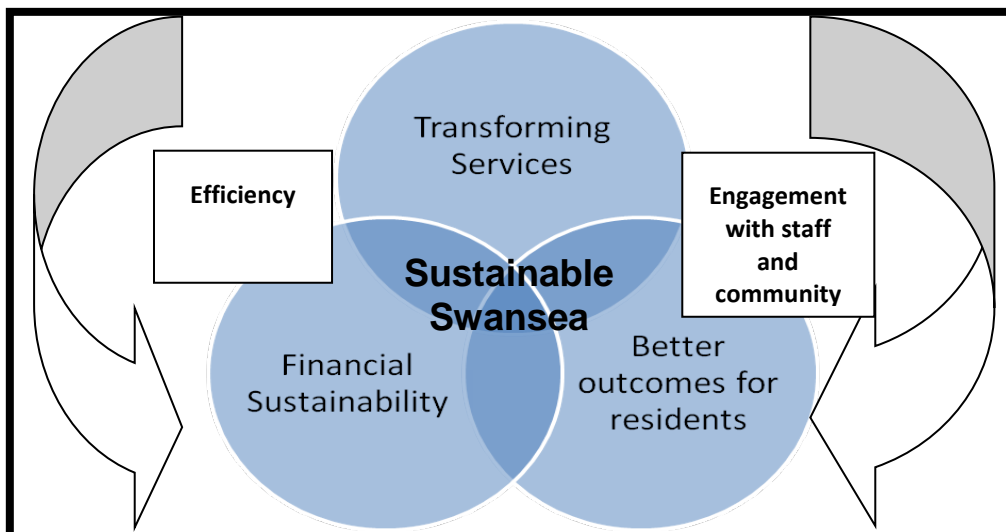 Transforming
Services
Efficiency
Engagement
with staff
and
community
Sustainable
Swansea
Financial
Sustainability
Better
outcomes for
residents